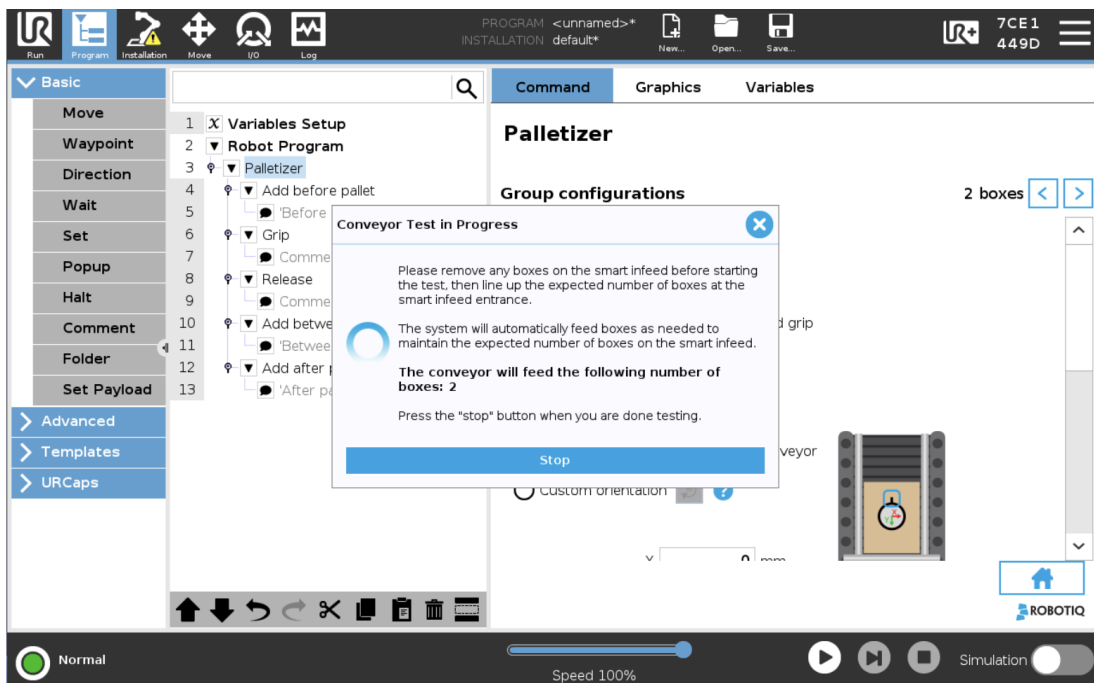 PROGRAM <unnamed>*
INSTALLATION default*
Run
Program
Installation
Move
I/O
Log
New...
Open...
Save...
UR+
7CE1
449D
Basic
Move
Waypoint
Direction
Wait
Set
Popup
Halt
Comment
Folder
Set Payload
Advanced
Templates
URCaps
1 X Variables Setup
2 Robot Program
3 Palletizer
4 Add before pallet
5 'Before
6 Grip
7 Comme
8 Release
9 Comme
10 Add betwe
11 'Betwee
12 Add after p
13 'After pa
Command Graphics Variables
Palletizer
Group configurations
2 boxes < >
Conveyor Test in Progress
Please remove any boxes on the smart infeed before starting
the test, then line up the expected number of boxes at the
smart infeed entrance.
The system will automatically feed boxes as needed to
maintain the expected number of boxes on the smart infeed.
The conveyor will feed the following number of
boxes: 2
Press the "stop" button when you are done testing.
Stop
d grip
veyor
Custom orientation ?
X 0 mm
ROBOTIQ
Normal
Speed 100%
Simulation